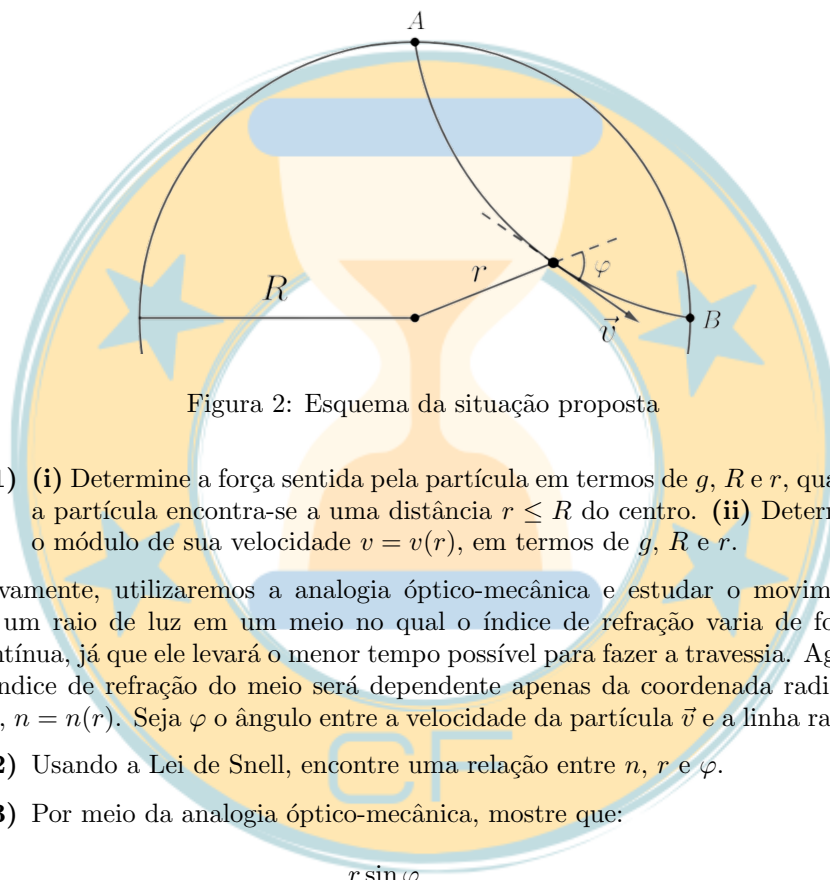 A
R
r
φ
v⃗
B
Figura 2: Esquema da situação proposta
1) (i) Determine a força sentida pela partícula em termos de g, R e r, qua
a partícula encontra-se a uma distância r ≤ R do centro. (ii) Determ
o módulo de sua velocidade v = v(r), em termos de g, R e r.
vamente, utilizaremos a analogia óptico-mecânica e estudar o movim
um raio de luz em um meio no qual o índice de refração varia de fo
tínua, já que ele levará o menor tempo possível para fazer a travessia. Ag
ndice de refração do meio será dependente apenas da coordenada radi
, n = n(r). Seja φ o ângulo entre a velocidade da partícula v⃗ e a linha ra
2) Usando a Lei de Snell, encontre uma relação entre n, r e φ.
CF
3) Por meio da analogia óptico-mecânica, mostre que:
r sin φ